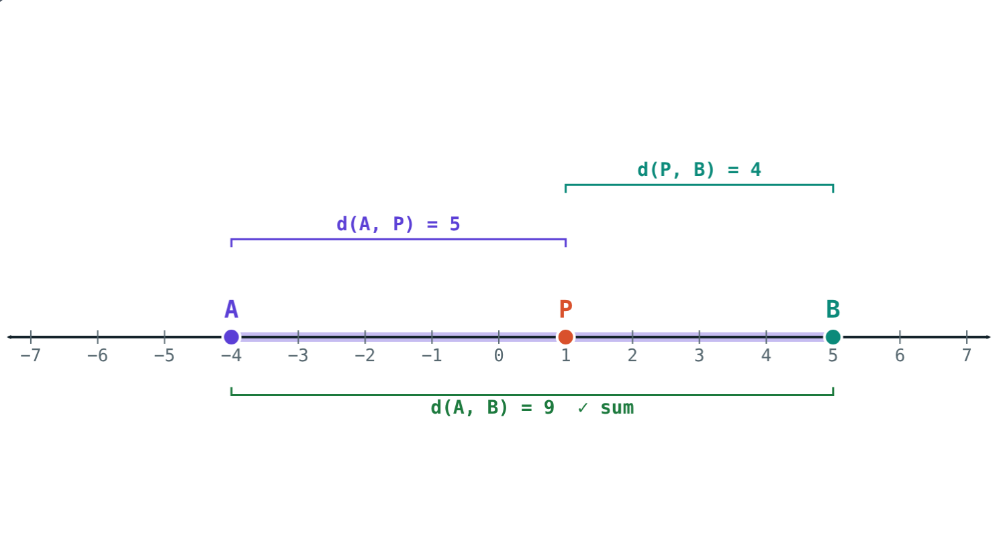 d(P, B) = 4
d(A, P) = 5
A P B
−7 −6 −5 −4 −3 −2 −1 0 1 2 3 4 5 6 7
d(A, B) = 9 ✓ sum